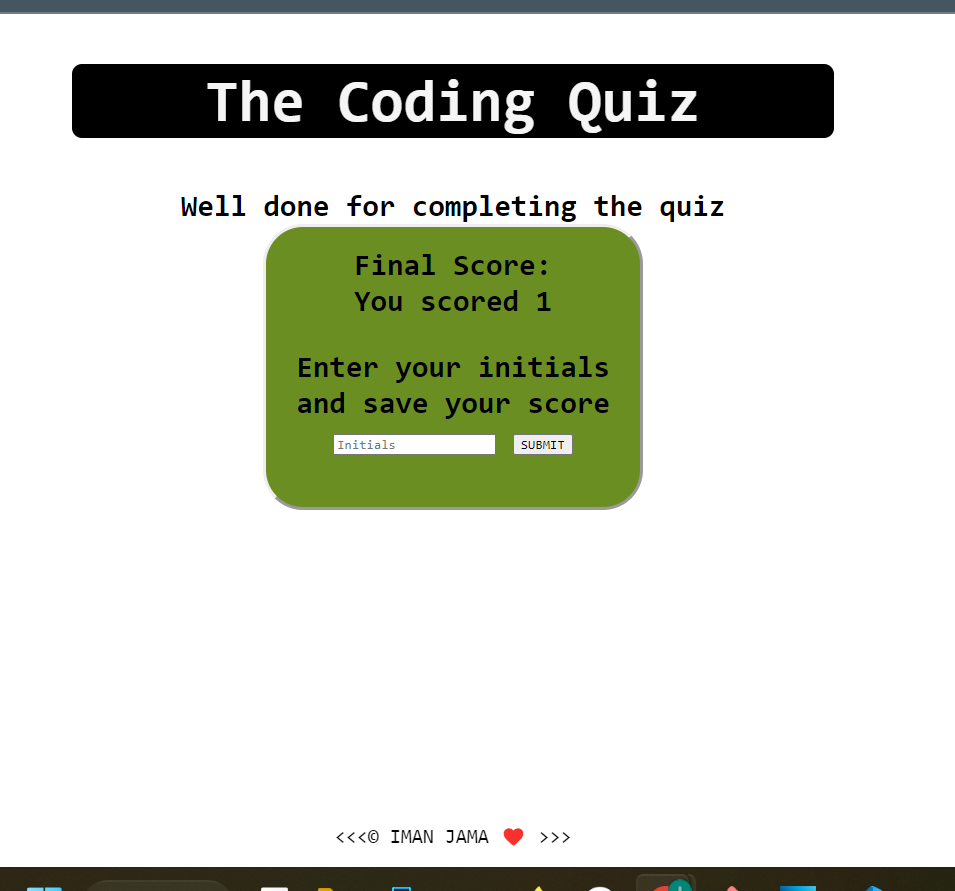 The Coding Quiz
Well done for completing the quiz
Final Score:
You scored 1
Enter your initials
and save your score
Initials SUBMIT
<<<© IMAN JAMA ❤ >>>